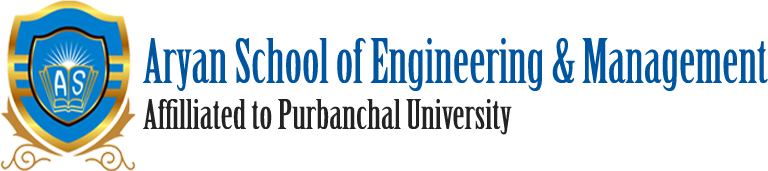 AS
Aryan School of Engineering & Management
Affilliated to Purbanchal University